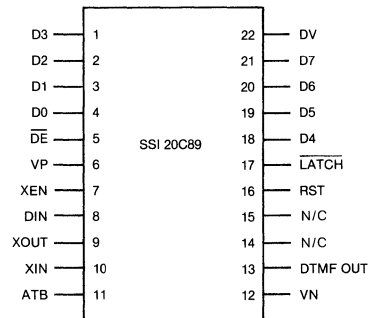 D3 1 22 DV
D2 2 21 D7
D1 3 20 D6
D0 4 19 D5
DE 5 SSI 20C89 18 D4
VP 6 17 LATCH
XEN 7 16 RST
DIN 8 15 N/C
XOUT 9 14 N/C
XIN 10 13 DTMF OUT
ATB 11 12 VN